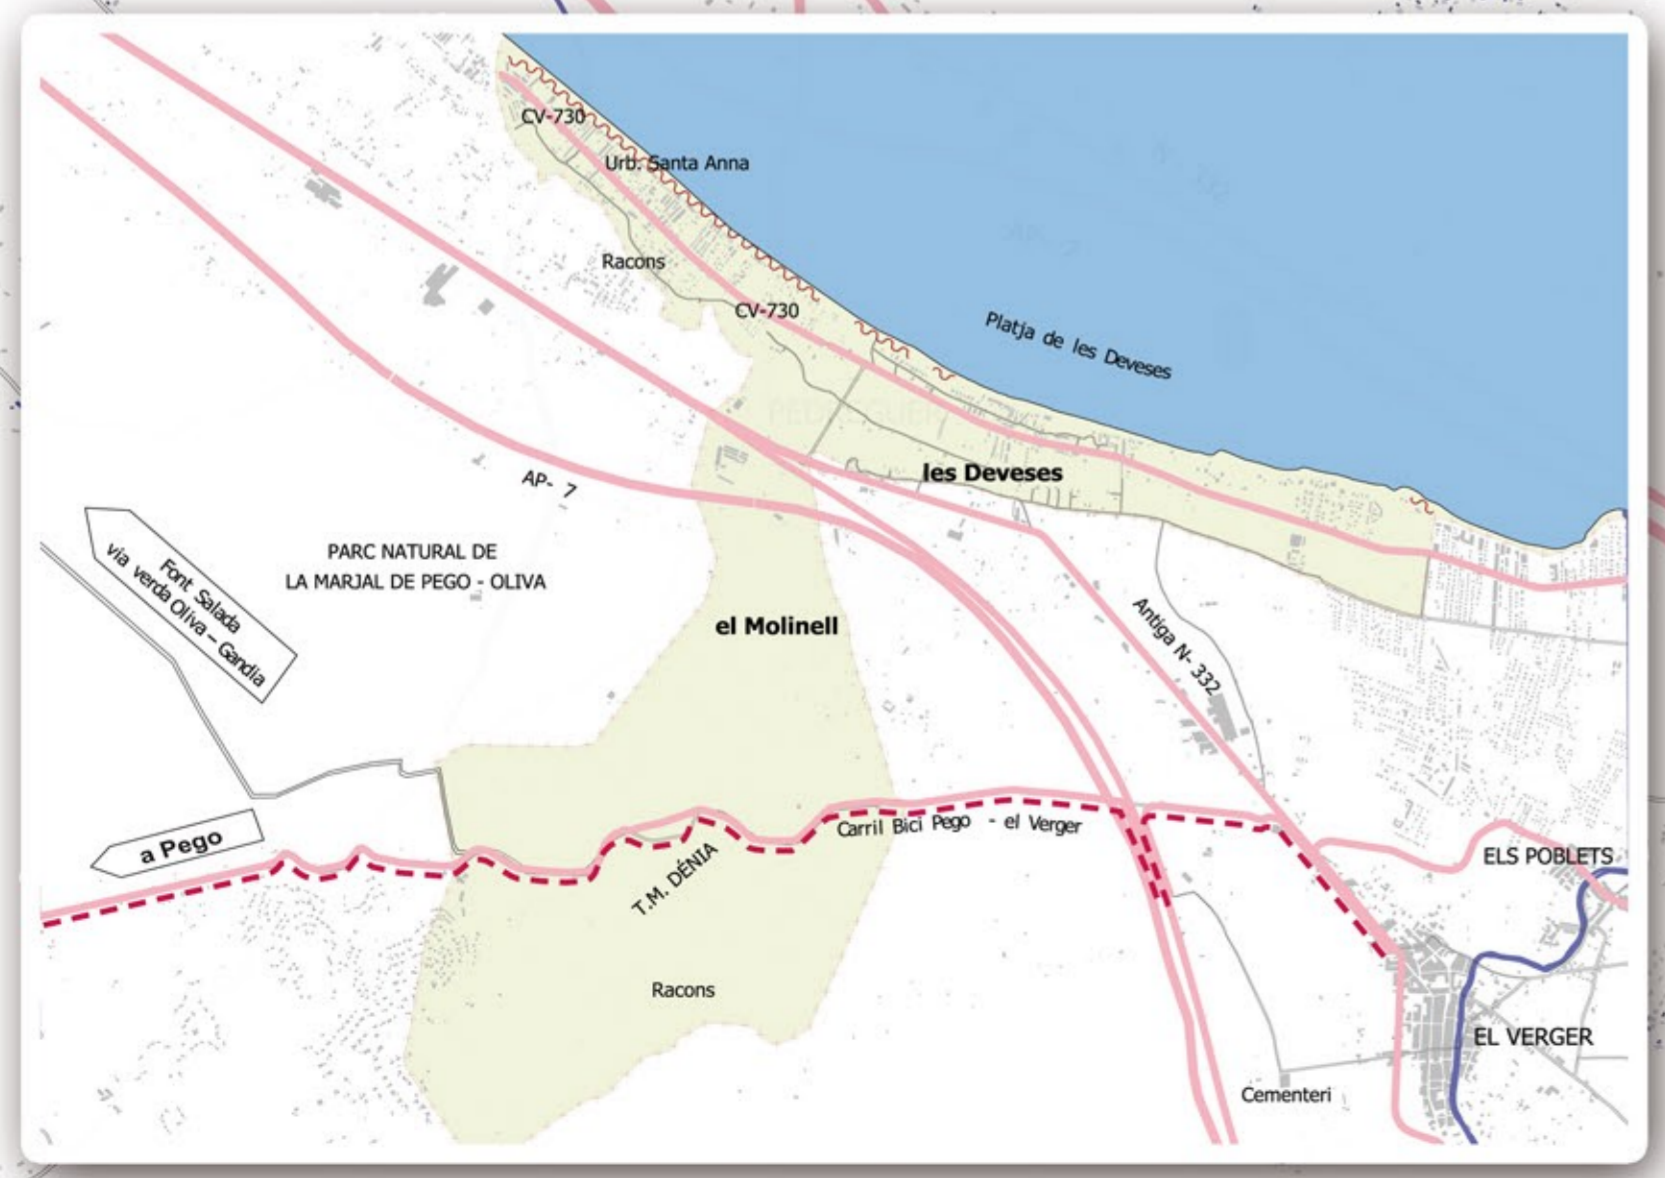 CV-730
Urb. Santa Anna
Racons
CV-730
Platja de les Deveses
les Deveses
AP- 7
PARC NATURAL DE
LA MARJAL DE PEGO - OLIVA
Font Salada
via verda Oliva – Gandia
el Molinell
Antiga N- 332
a Pego
Carril Bici Pego - el Verger
T.M. DÉNIA
ELS POBLETS
Racons
EL VERGER
Cementeri